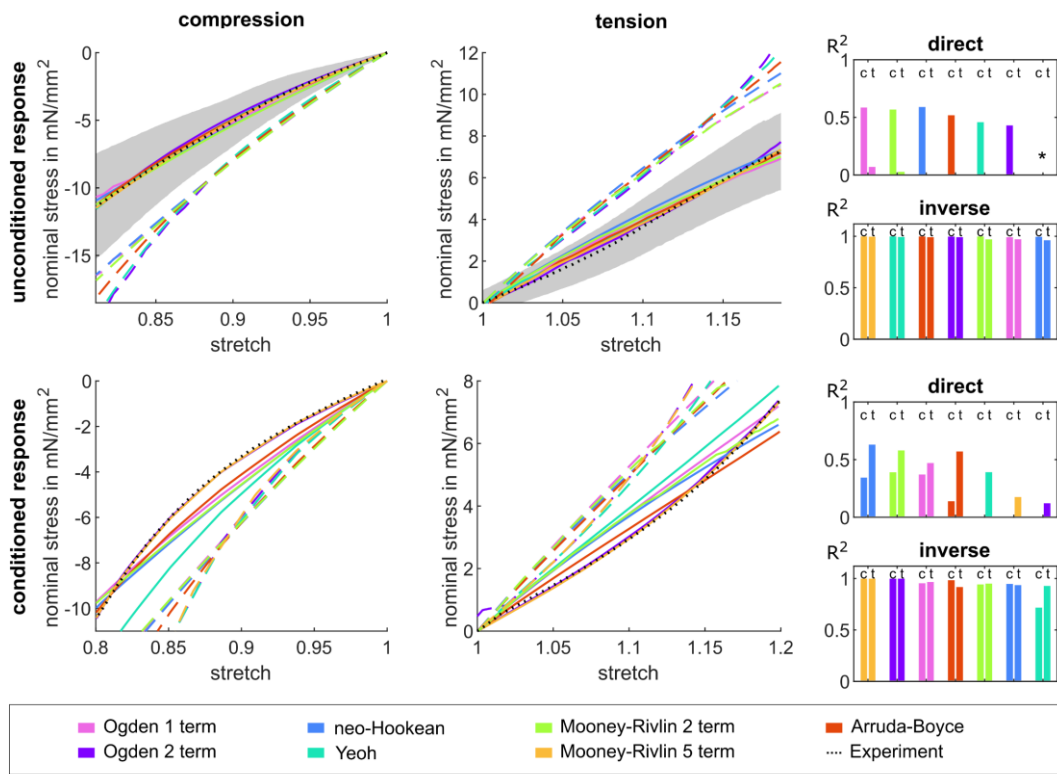 compression
tension
unconditioned response
nominal stress in mN/mm²
0
-5
-10
-15
0.85
0.9
0.95
1
stretch
nominal stress in mN/mm²
12
10
8
6
4
2
0
1
1.05
1.1
1.15
stretch
R²
direct
1
0.5
0
c t c t c t c t c t c t c t
*
R²
inverse
1
0.5
0
c t c t c t c t c t c t c t
conditioned response
nominal stress in mN/mm²
0
-2
-4
-6
-8
-10
0.8
0.85
0.9
0.95
1
stretch
nominal stress in mN/mm²
8
6
4
2
0
1
1.05
1.1
1.15
1.2
stretch
R²
direct
1
0.5
0
c t c t c t c t c t c t c t
R²
inverse
1
0.5
0
c t c t c t c t c t c t c t
Ogden 1 term
neo-Hookean
Mooney-Rivlin 2 term
Arruda-Boyce
Ogden 2 term
Yeoh
Mooney-Rivlin 5 term
Experiment